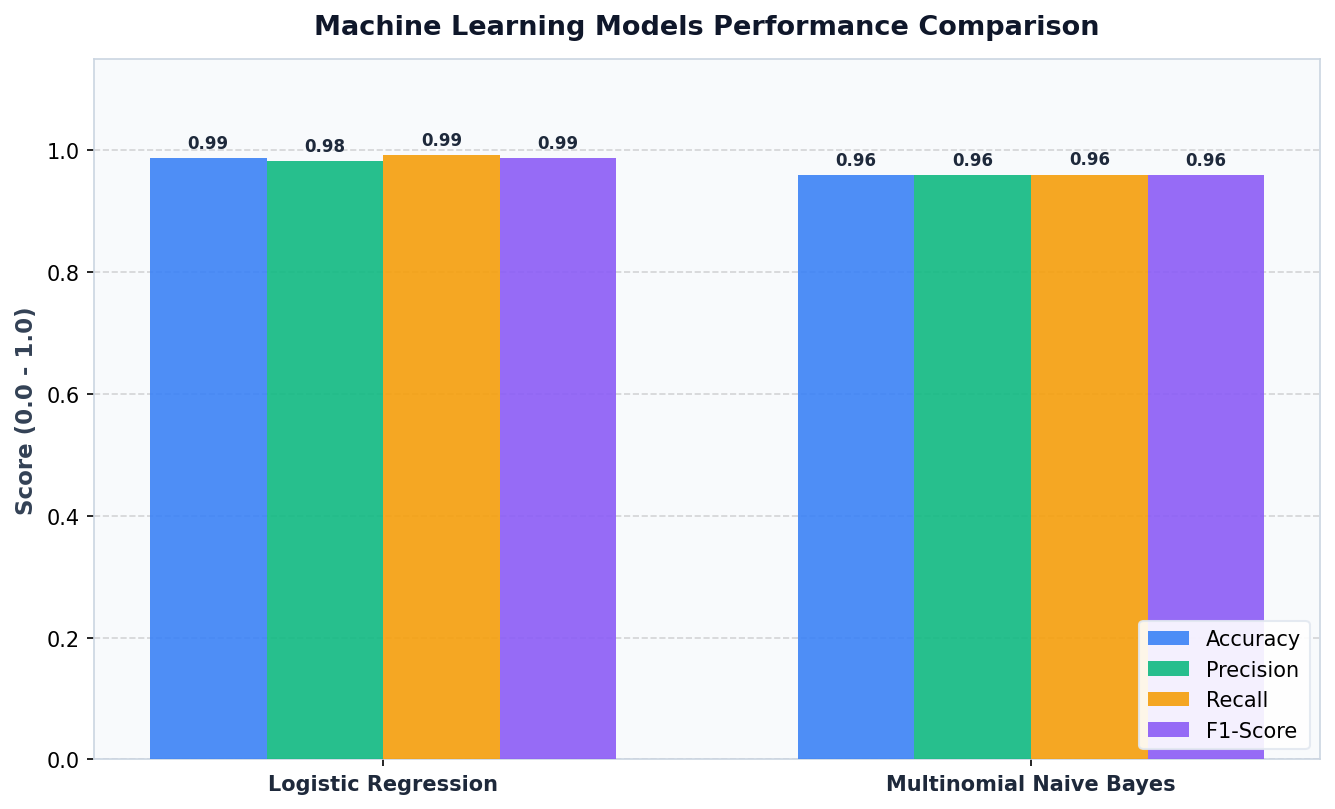 Machine Learning Models Performance Comparison
Score (0.0 - 1.0)
1.0
0.8
0.6
0.4
0.2
0.0
0.99
0.98
0.99
0.99
0.96
0.96
0.96
0.96
Logistic Regression
Multinomial Naive Bayes
Accuracy
Precision
Recall
F1-Score